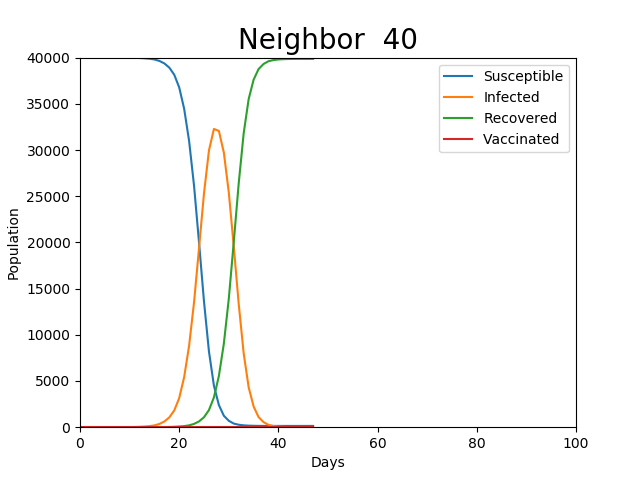 Neighbor  40
40000
35000
30000
25000
20000
15000
10000
5000
0
Population
Susceptible
Infected
Recovered
Vaccinated
0 20 40 60 80 100
Days